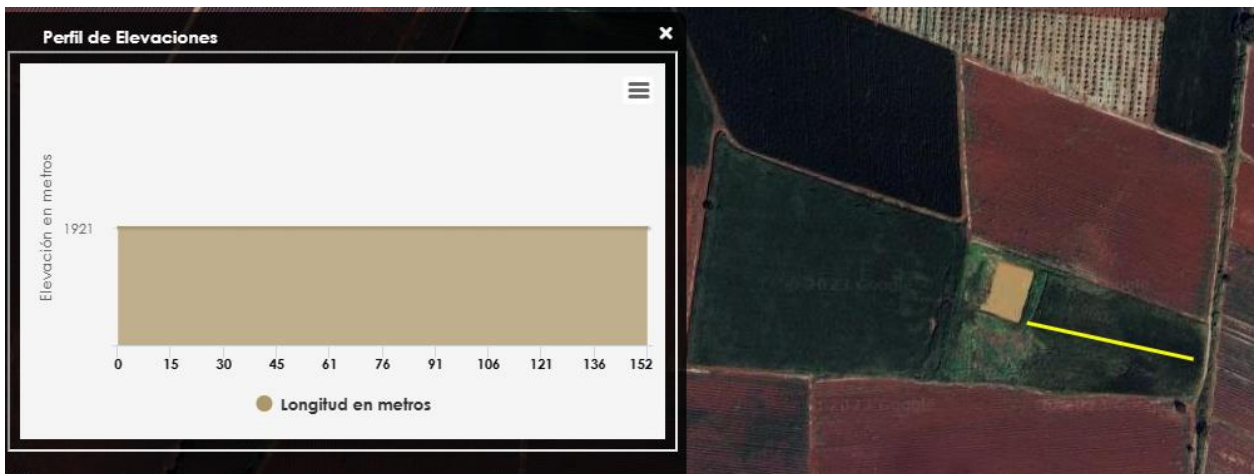 Perfil de Elevaciones
×
Elevación en metros
1921
0 15 30 45 61 76 91 106 121 136 152
Longitud en metros